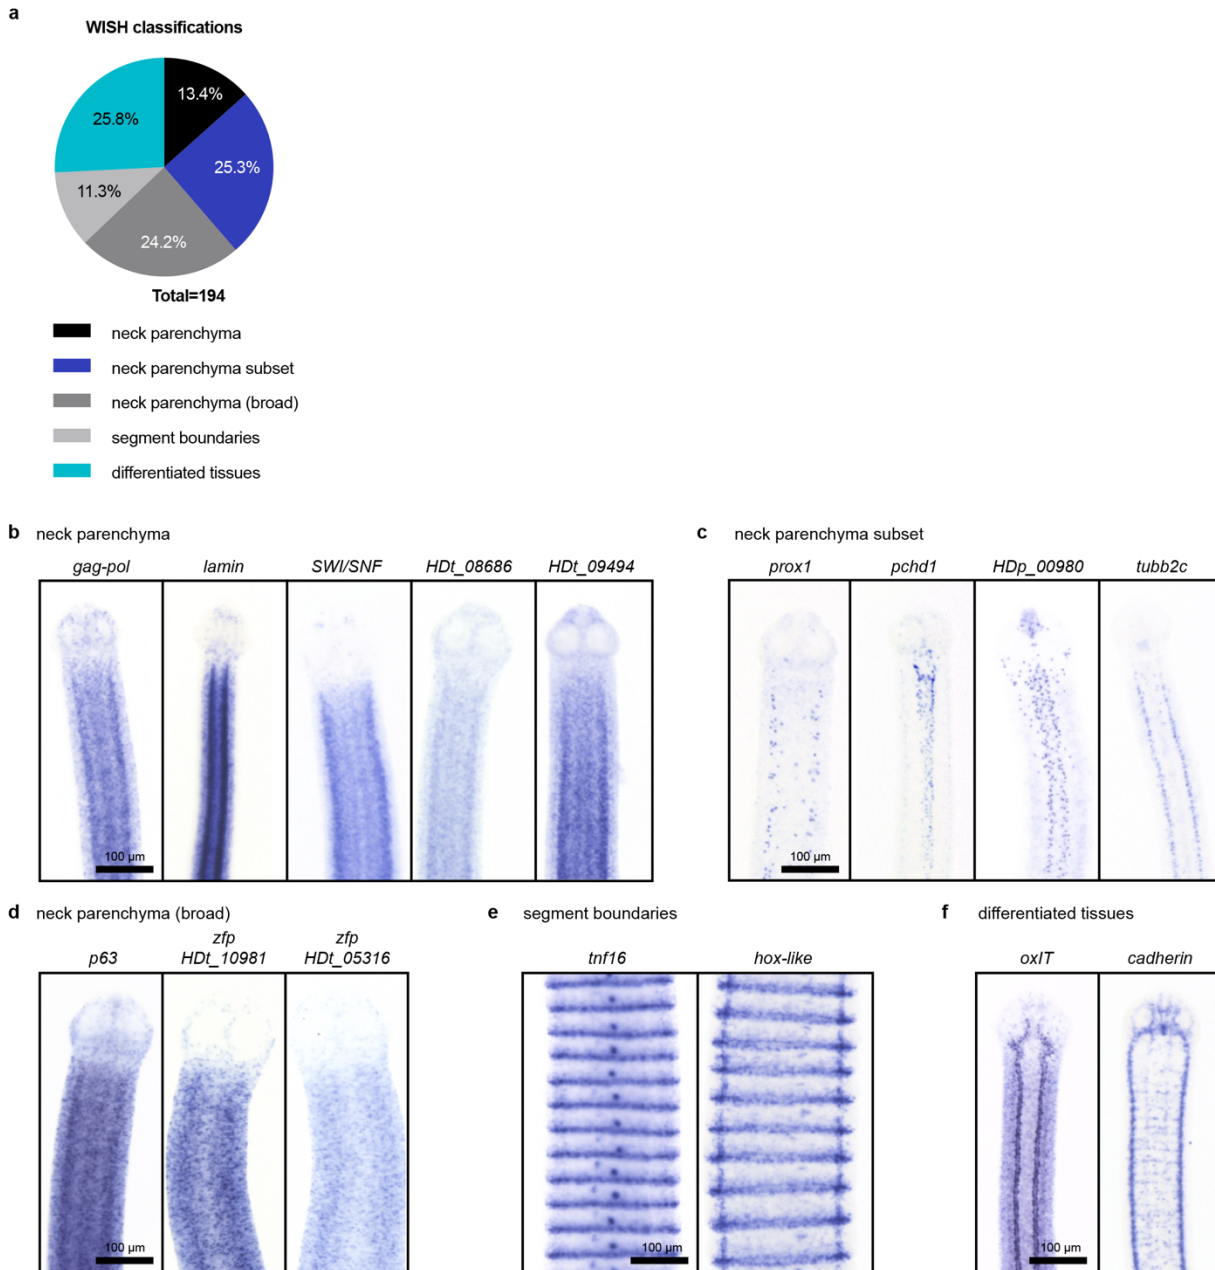 a
WISH classifications
13.4%
25.8%
25.3%
11.3%
24.2%
Total=194
neck parenchyma
neck parenchyma subset
neck parenchyma (broad)
segment boundaries
differentiated tissues
b neck parenchyma
gag-pol lamin SWI/SNF HDt_08686 HDt_09494
100 µm
c neck parenchyma subset
prox1 pchd1 HDp_00980 tubb2c
100 µm
d neck parenchyma (broad)
zfp zfp
p63 HDt_10981 HDt_05316
100 µm
e segment boundaries
tnf16 hox-like
100 µm
f differentiated tissues
oxIT cadherin
100 µm